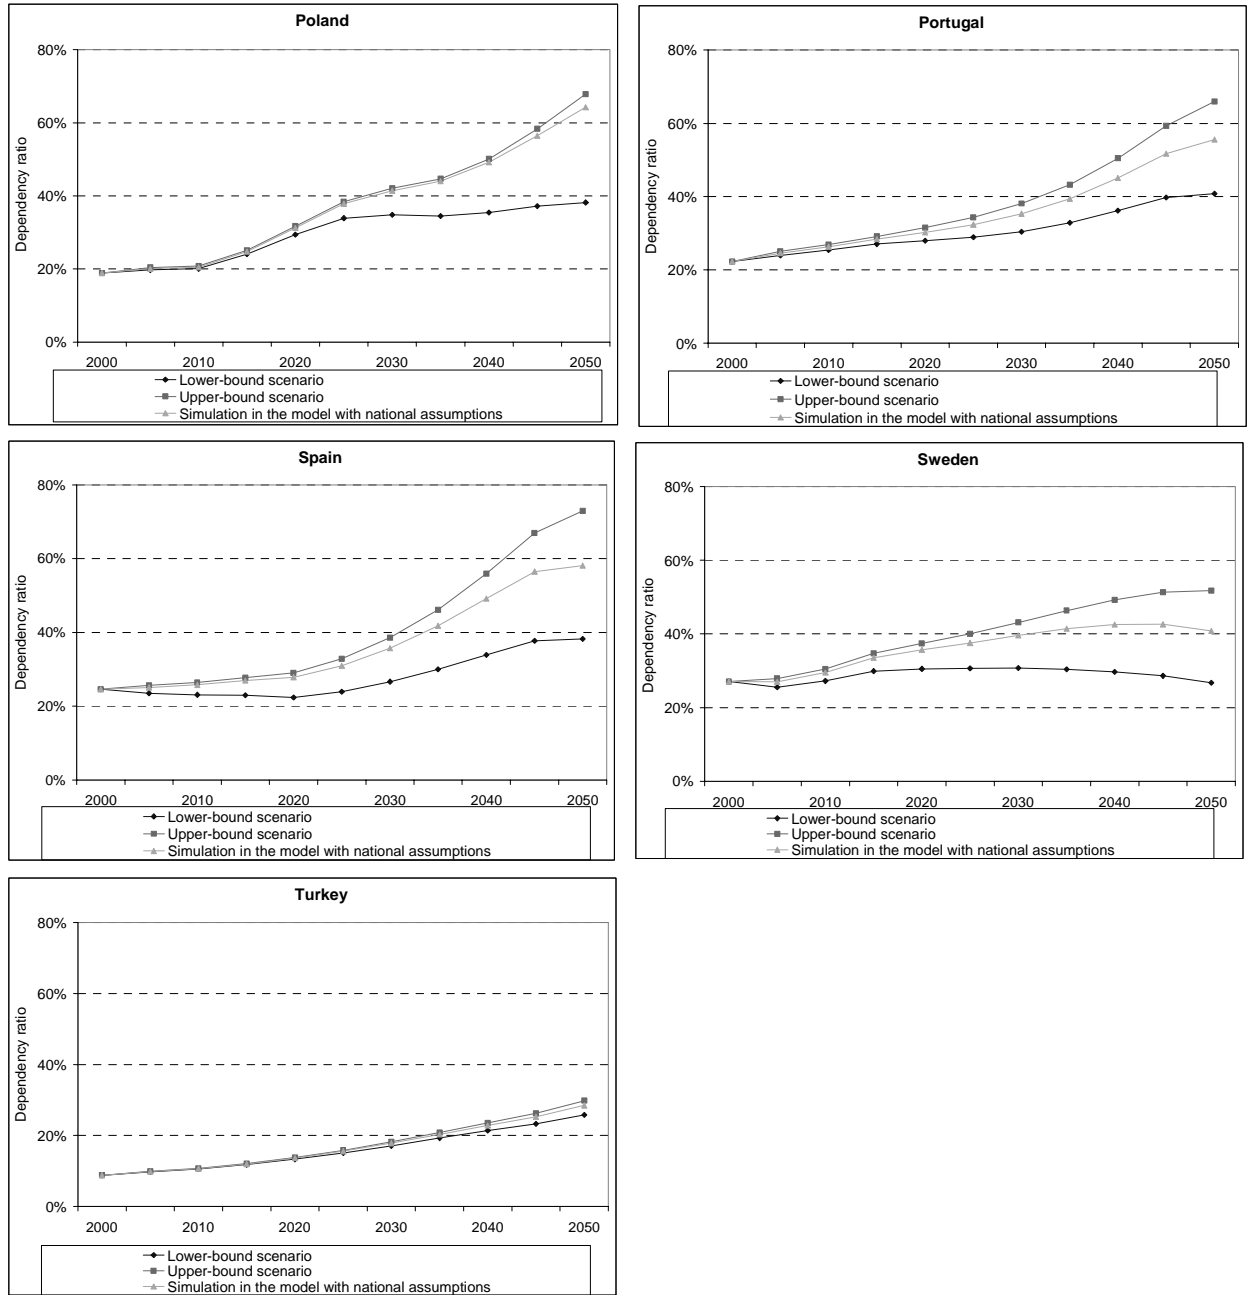 Poland
80%
60%
40%
20%
0%
Dependency ratio
2000 2010 2020 2030 2040 2050
Lower-bound scenario
Upper-bound scenario
Simulation in the model with national assumptions
Portugal
80%
60%
40%
20%
0%
Dependency ratio
2000 2010 2020 2030 2040 2050
Lower-bound scenario
Upper-bound scenario
Simulation in the model with national assumptions
Spain
80%
60%
40%
20%
0%
Dependency ratio
2000 2010 2020 2030 2040 2050
Lower-bound scenario
Upper-bound scenario
Simulation in the model with national assumptions
Sweden
80%
60%
40%
20%
0%
Dependency ratio
2000 2010 2020 2030 2040 2050
Lower-bound scenario
Upper-bound scenario
Simulation in the model with national assumptions
Turkey
80%
60%
40%
20%
0%
Dependency ratio
2000 2010 2020 2030 2040 2050
Lower-bound scenario
Upper-bound scenario
Simulation in the model with national assumptions